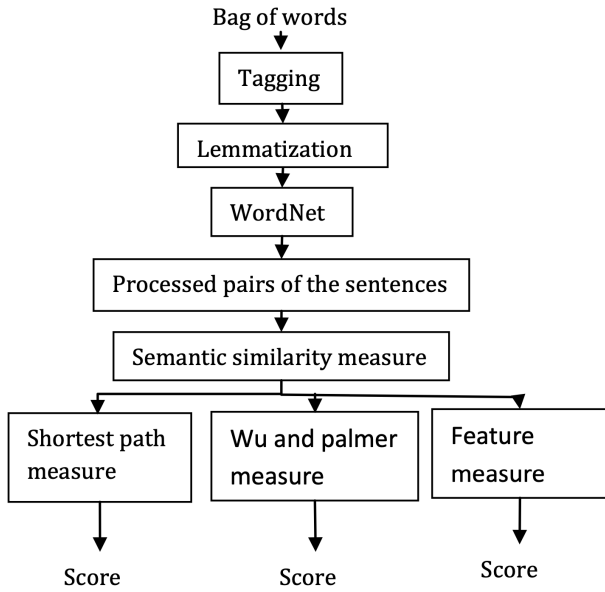 Bag of words
Tagging
Lemmatization
WordNet
Processed pairs of the sentences
Semantic similarity measure
Shortest path
measure
Wu and palmer
measure
Feature
measure
Score
Score
Score